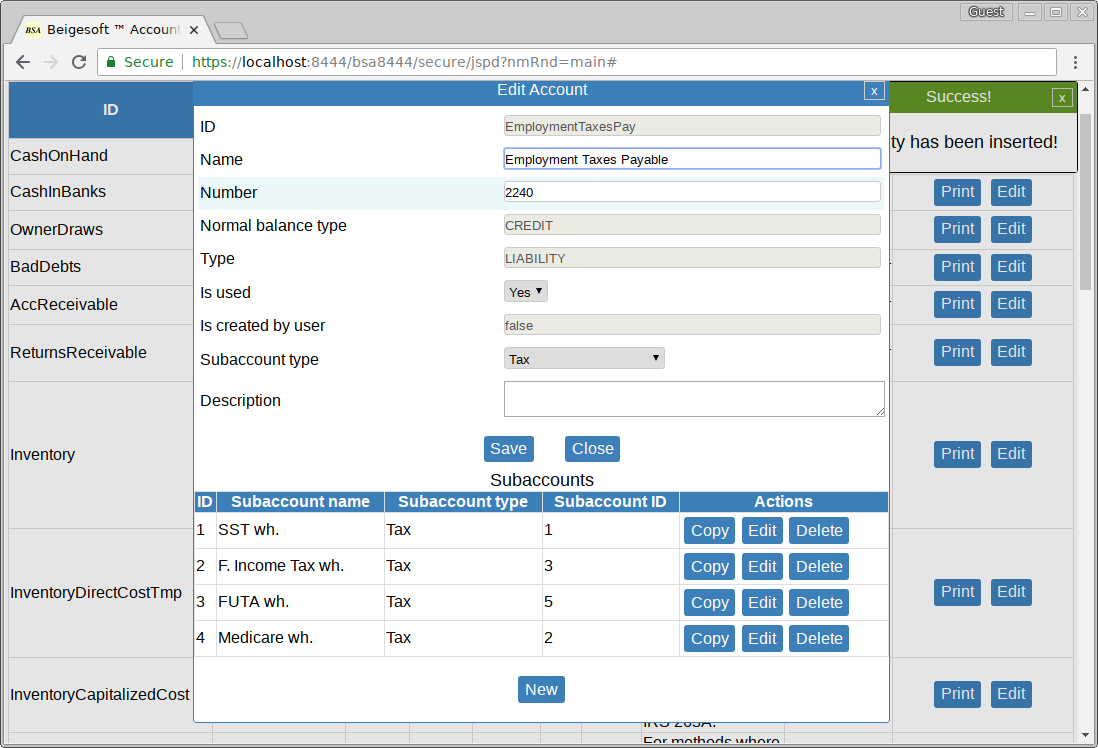 Guest
BSA Beigesoft ™ Account
Secure https://localhost:8444/bsa8444/secure/jspd?nmRnd=main#
ID
Edit Account x
Success! x
ty has been inserted!
ID EmploymentTaxesPay
Name Employment Taxes Payable
Number 2240
Normal balance type CREDIT
Type LIABILITY
Is used Yes
Is created by user false
Subaccount type Tax
Description
Save Close
Subaccounts
ID Subaccount name Subaccount type Subaccount ID Actions
1 SST wh. Tax 1 Copy Edit Delete
2 F. Income Tax wh. Tax 3 Copy Edit Delete
3 FUTA wh. Tax 5 Copy Edit Delete
4 Medicare wh. Tax 2 Copy Edit Delete
New
CashOnHand
CashInBanks Print Edit
OwnerDraws Print Edit
BadDebts Print Edit
AccReceivable Print Edit
ReturnsReceivable Print Edit
Inventory Print Edit
InventoryDirectCostTmp Print Edit
InventoryCapitalizedCost Print Edit
IRS 263A.
For methods where